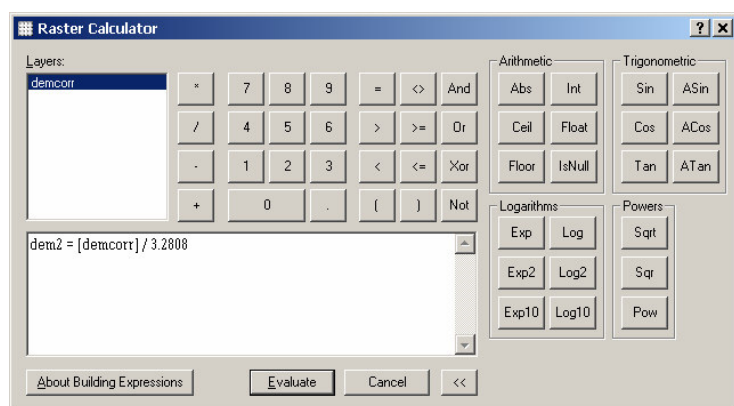 Raster Calculator ? ×
Layers: Arithmetic Trigonometric
demcorr
* 7 8 9 = <> And Abs Int Sin ASin
/ 4 5 6 > >= Or Ceil Float Cos ACos
- 1 2 3 < <= Xor Floor IsNull Tan ATan
+ 0 . ( ) Not
Logarithms Powers
dem2 = [demcorr] / 3.2808
Exp Log Sqrt
Exp2 Log2 Sqr
Exp10 Log10 Pow
About Building Expressions Evaluate Cancel <<